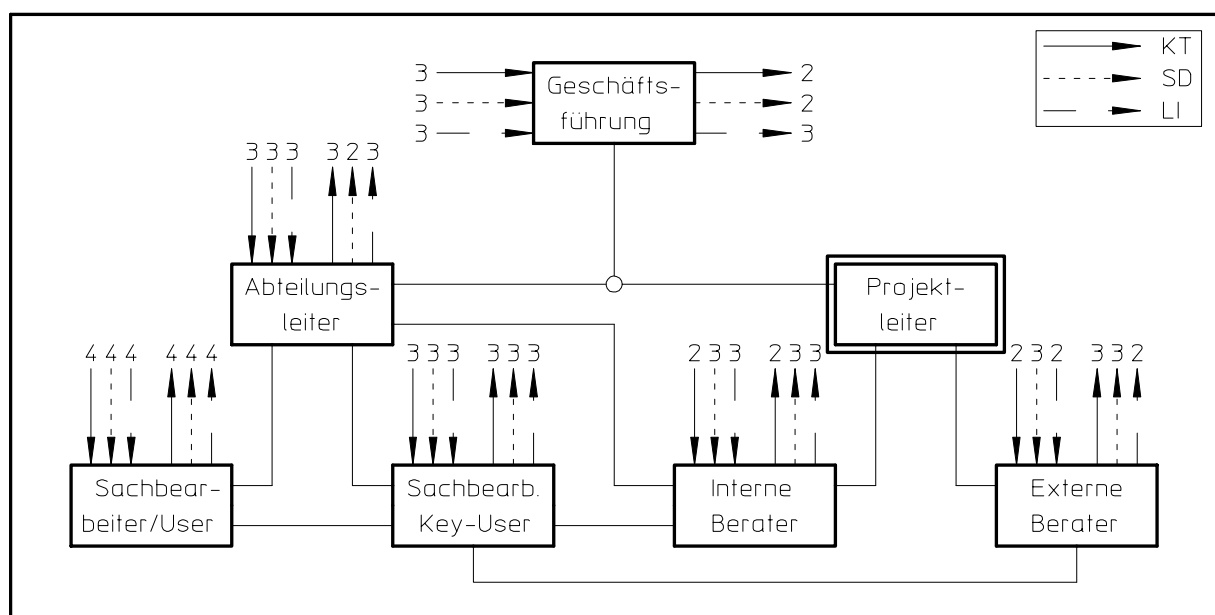 KT
SD
LI
3 Geschäfts- 2
3 führung 2
3 3
3 3 3 3 2 3
Abteilungs-
leiter
Projekt-
leiter
4 4 4 4 4 4
3 3 3 3 3 3
2 3 3 2 3 3
2 3 2 3 3 2
Sachbear-
beiter/User
Sachbearb.
Key-User
Interne
Berater
Externe
Berater